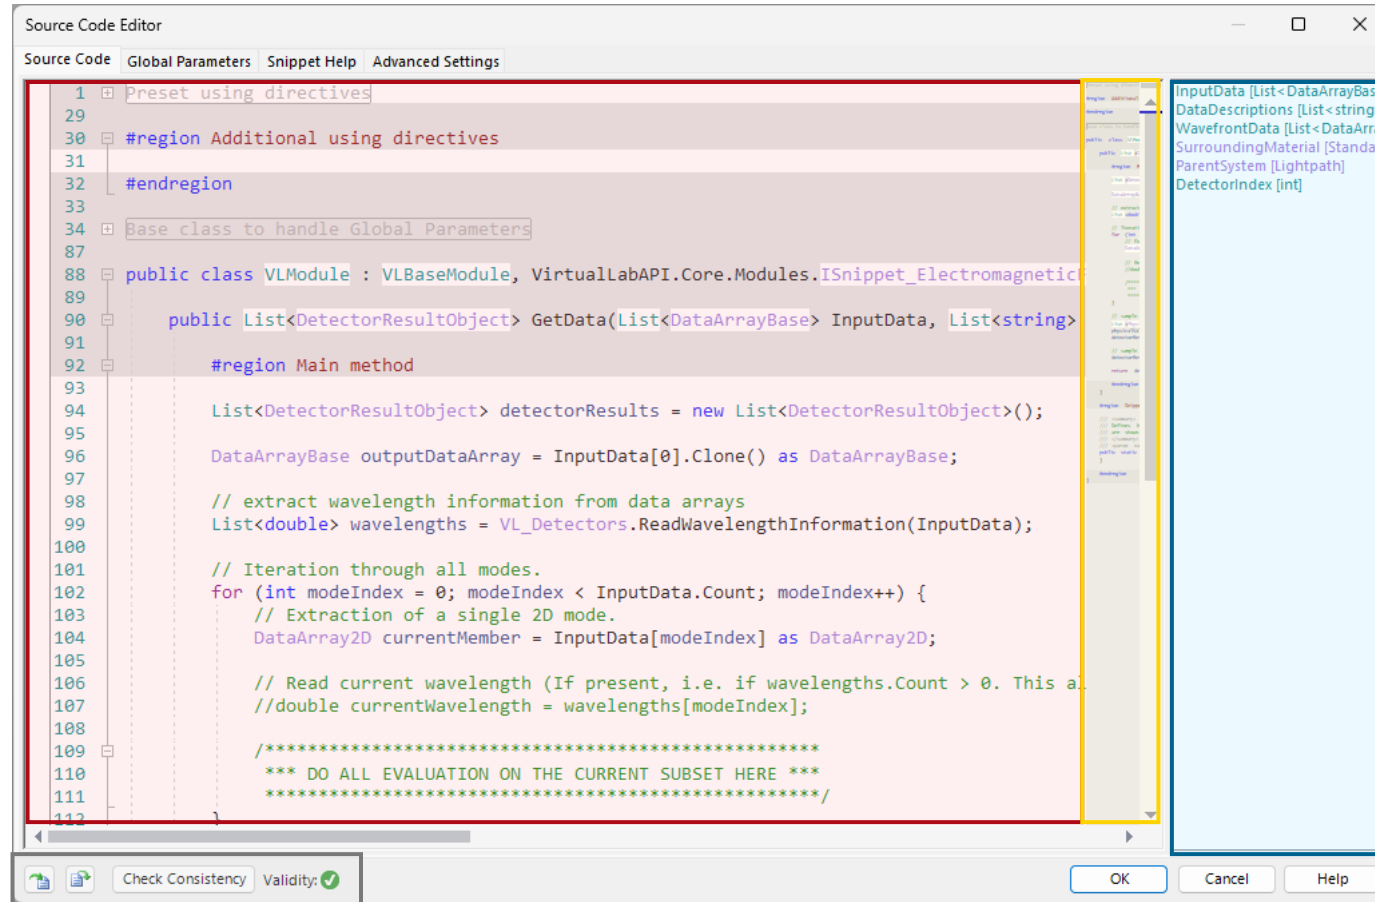 Source Code Editor
Source Code Global Parameters Snippet Help Advanced Settings
1 Preset using directives
29
30 #region Additional using directives
31
32 #endregion
33
34 Base class to handle Global Parameters
87
88 public class VLModule : VLBaseModule, VirtualLabAPI.Core.Modules.ISnippet_Electromagnetic
89
90 public List<DetectorResultObject> GetData(List<DataArrayBase> InputData, List<string>
91
92 #region Main method
93
94 List<DetectorResultObject> detectorResults = new List<DetectorResultObject>();
95
96 DataArrayBase outputDataArray = InputData[0].Clone() as DataArrayBase;
97
98 // extract wavelength information from data arrays
99 List<double> wavelengths = VL_Detectors.ReadWavelengthInformation(InputData);
100
101 // Iteration through all modes.
102 for (int modeIndex = 0; modeIndex < InputData.Count; modeIndex++) {
103 // Extraction of a single 2D mode.
104 DataArray2D currentMember = InputData[modeIndex] as DataArray2D;
105
106 // Read current wavelength (If present, i.e. if wavelengths.Count > 0. This al
107 //double currentWavelength = wavelengths[modeIndex];
108
109 /****************************************************
110 *** DO ALL EVALUATION ON THE CURRENT SUBSET HERE ***
111 ****************************************************/
112 }
InputData [List<DataArrayBas
DataDescriptions [List<string
WavefrontData [List<DataArr
SurroundingMaterial [Standa
ParentSystem [Lightpath]
DetectorIndex [int]
Check Consistency Validity: OK Cancel Help